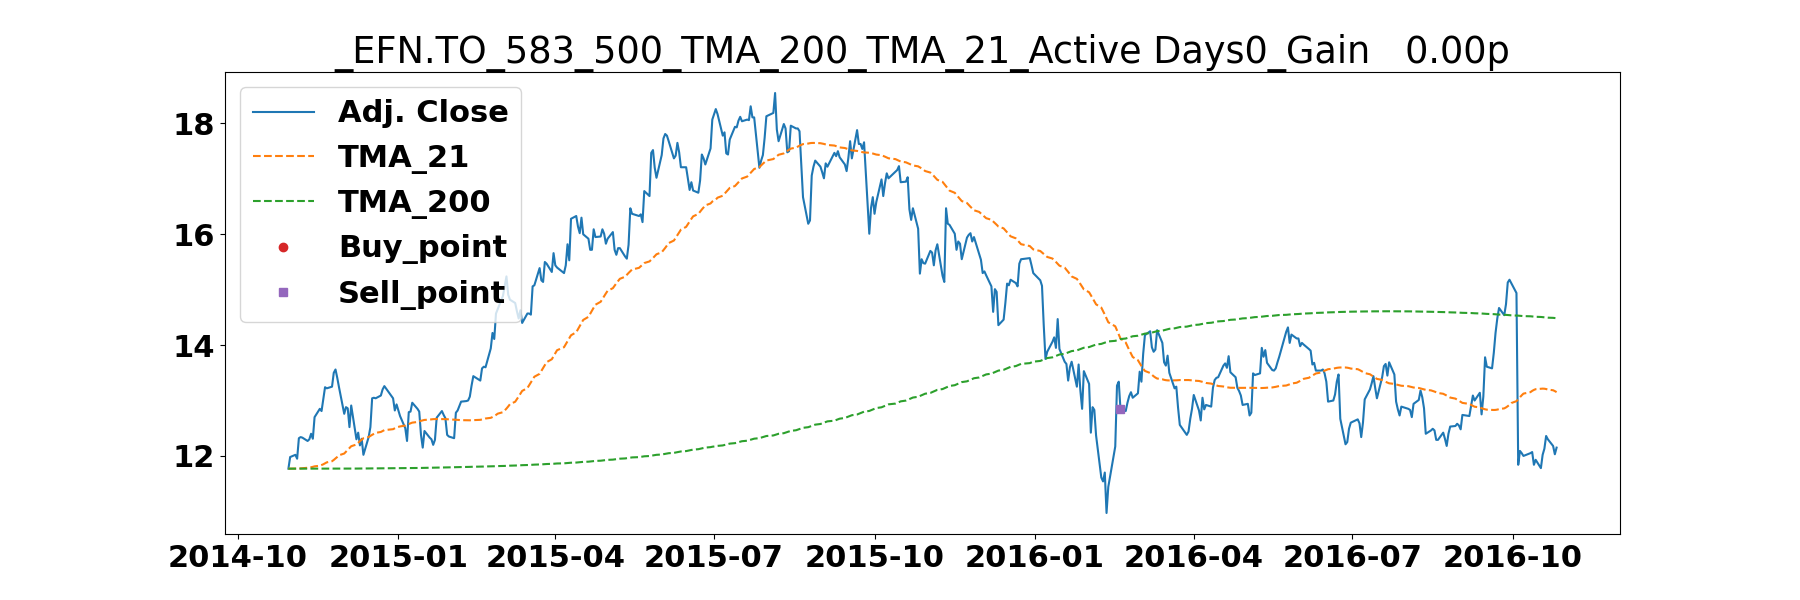 _EFN.TO_583_500_TMA_200_TMA_21_Active Days0_Gain   0.00p
Adj. Close
TMA_21
TMA_200
Buy_point
Sell_point
18
16
14
12
2014-10 2015-01 2015-04 2015-07 2015-10 2016-01 2016-04 2016-07 2016-10